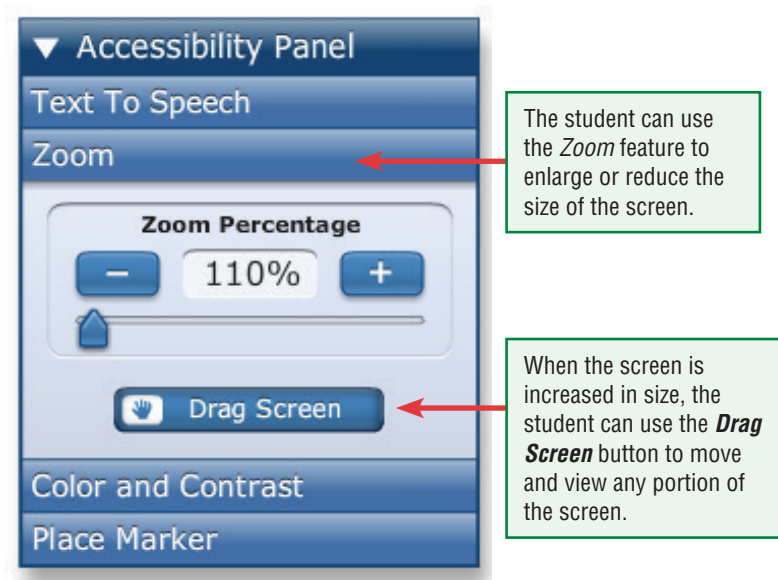 Accessibility Panel
Text To Speech
Zoom
Zoom Percentage
−
110%
+
Drag Screen
Color and Contrast
Place Marker
The student can use
the Zoom feature to
enlarge or reduce the
size of the screen.
When the screen is
increased in size, the
student can use the Drag
Screen button to move
and view any portion of
the screen.